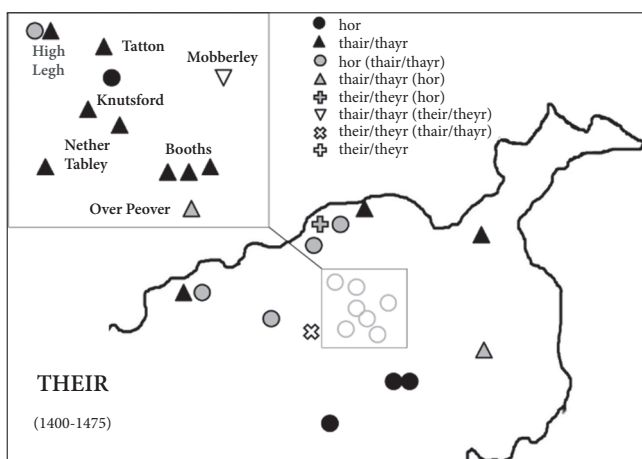 High
Legh
Tatton
Mobberley
Knutsford
Nether
Tabley
Booths
Over Peover
hor
thair/thayr
hor (thair/thayr)
thair/thayr (hor)
their/theyr (hor)
thair/thayr (their/theyr)
their/theyr (thair/thayr)
their/theyr
THEIR
(1400-1475)